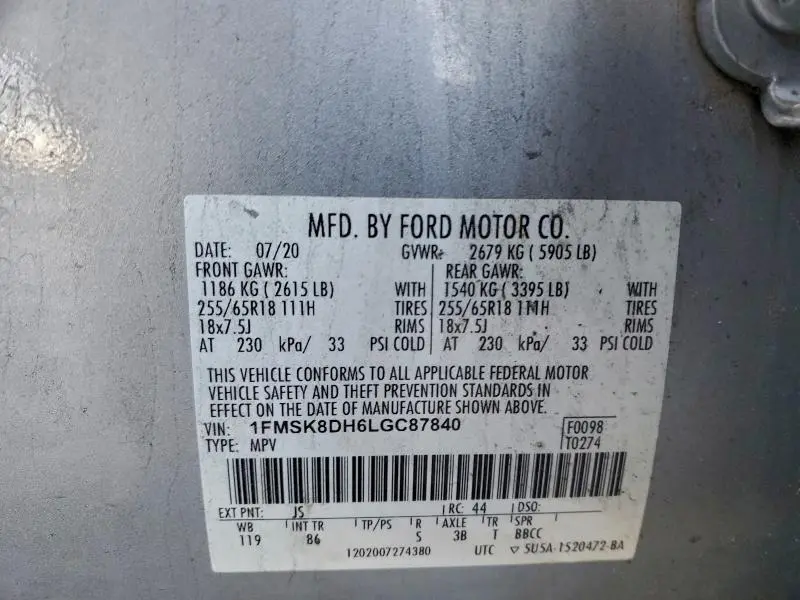 MFD. BY FORD MOTOR CO.
DATE: 07/20 GVWR: 2679 KG ( 5905 LB)
FRONT GAWR: REAR GAWR:
1186 KG ( 2615 LB) WITH 1540 KG ( 3395 LB) WITH
255/65R18 111H TIRES 255/65R18 111H TIRES
18x7.5J RIMS 18x7.5J RIMS
AT 230 kPa/ 33 PSI COLD AT 230 kPa/ 33 PSI COLD
THIS VEHICLE CONFORMS TO ALL APPLICABLE FEDERAL MOTOR
VEHICLE SAFETY AND THEFT PREVENTION STANDARDS IN
EFFECT ON THE DATE OF MANUFACTURE SHOWN ABOVE.
VIN: 1FMSK8DH6LGC87840 F0098
TYPE: MPV T0274
EXT PNT: JS RC: 44 DSO:
WB INT TR TP/PS R AXLE TR SPR
119 86 S 3B T BBCC
1202007274380 UTC ▽ 5U5A-1520472-BA